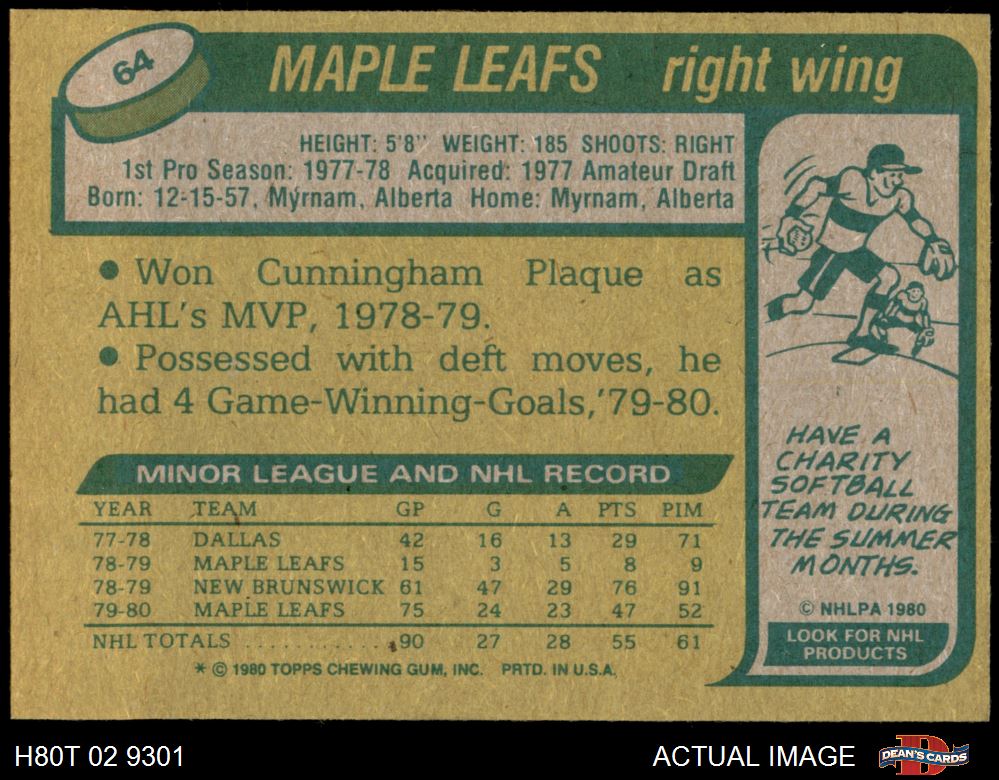 64
MAPLE LEAFS right wing
HEIGHT: 5'8" WEIGHT: 185 SHOOTS: RIGHT
1st Pro Season: 1977-78 Acquired: 1977 Amateur Draft
Born: 12-15-57, Myrnam, Alberta Home: Myrnam, Alberta
• Won Cunningham Plaque as
AHL's MVP, 1978-79.
• Possessed with deft moves, he
had 4 Game-Winning-Goals,'79-80.
MINOR LEAGUE AND NHL RECORD
YEAR TEAM GP G A PTS PIM
77-78 DALLAS 42 16 13 29 71
78-79 MAPLE LEAFS 15 3 5 8 9
78-79 NEW BRUNSWICK 61 47 29 76 91
79-80 MAPLE LEAFS 75 24 23 47 52
NHL TOTALS ............ 90 27 28 55 61
* © 1980 TOPPS CHEWING GUM, INC. PRTD. IN U.S.A.
HAVE A
CHARITY
SOFTBALL
TEAM DURING
THE SUMMER
MONTHS.
© NHLPA 1980
LOOK FOR NHL
PRODUCTS
H80T 02 9301 ACTUAL IMAGE DEAN'S CARDS